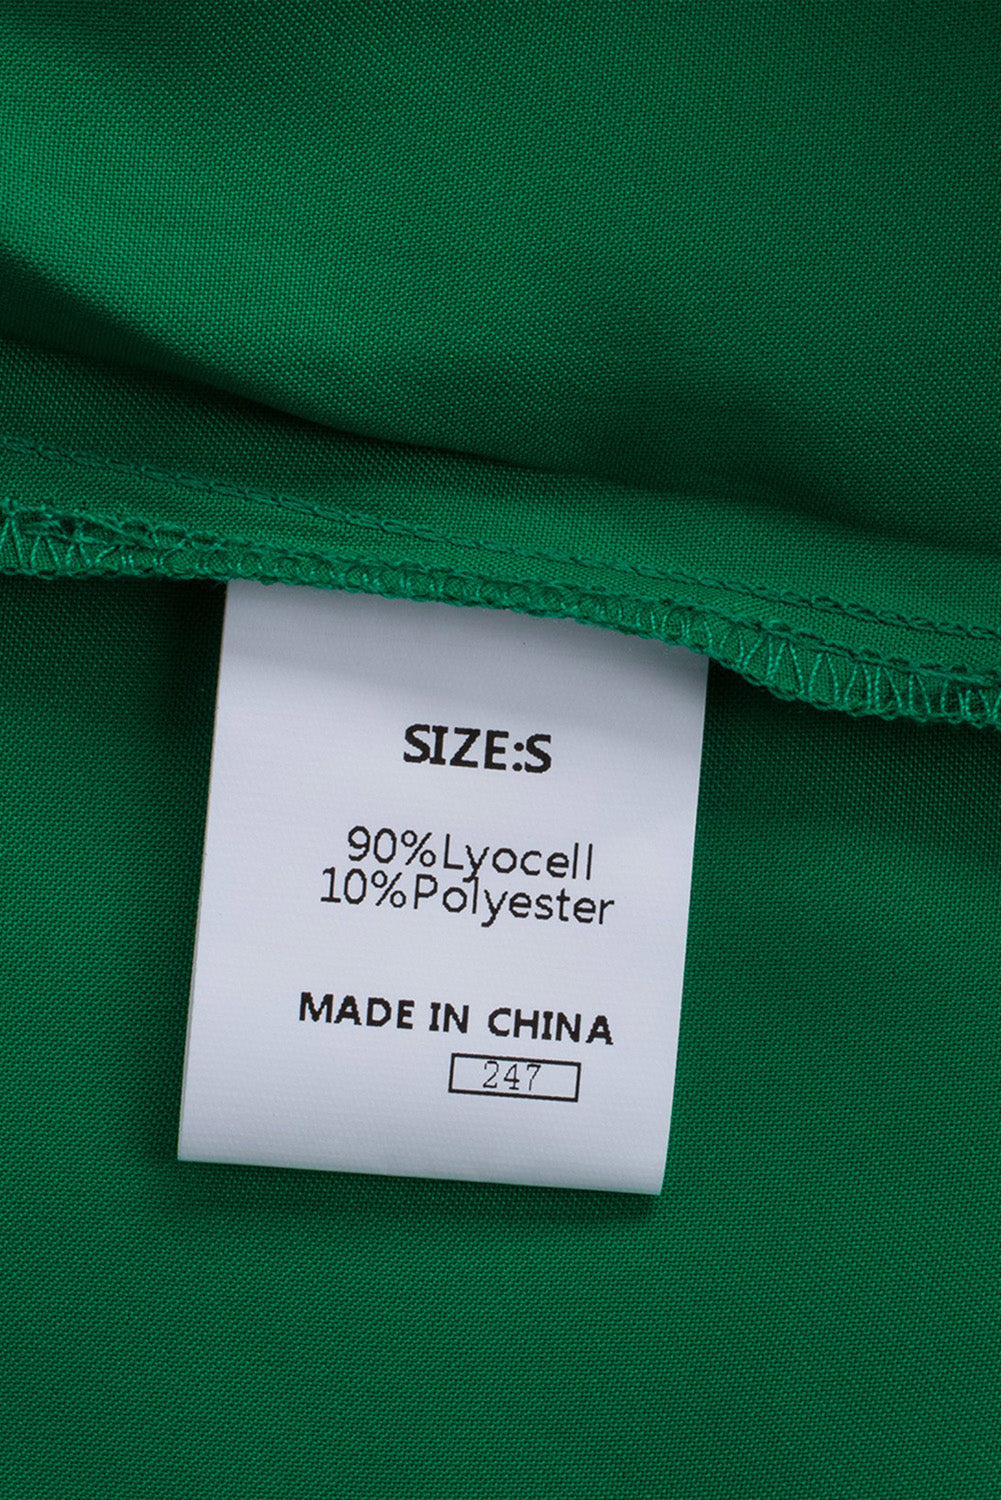 SIZE:S
90%Lyocell
10%Polyester
MADE IN CHINA
247